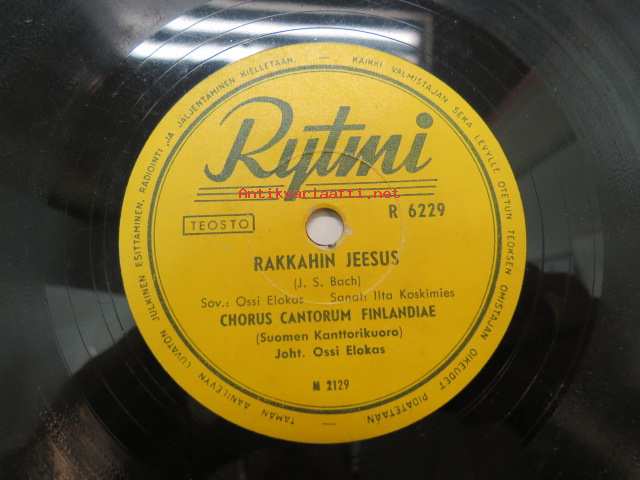 KAIKKI VALMISTAJAN SEKÄ LEVYLLE OTETUN TEOKSEN OMISTAJAN OIKEUDET PIDÄTETÄÄN
TÄMÄN ÄÄNILEVYN LUVATON JULKINEN ESITTÄMINEN, RADIOINTI JA JÄLJENTÄMINEN KIELLETÄÄN.
Rytmi
Antikvariaatti.net
TEOSTO
R 6229
RAKKAHIN JEESUS
(J. S. Bach)
Sov.: Ossi Elokas Sanat: Ilta Koskimies
CHORUS CANTORUM FINLANDIAE
(Suomen Kanttorikuoro)
Joht. Ossi Elokas
M 2129